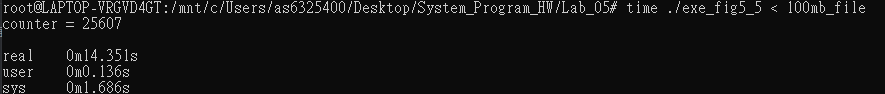 root@LAPTOP-VRGVD4GT:/mnt/c/Users/as6325400/Desktop/System_Program_HW/Lab_05# time ./exe_fig5_5 < 100mb_file
counter = 25607
real 0m14.351s
user 0m0.136s
sys 0m1.686s